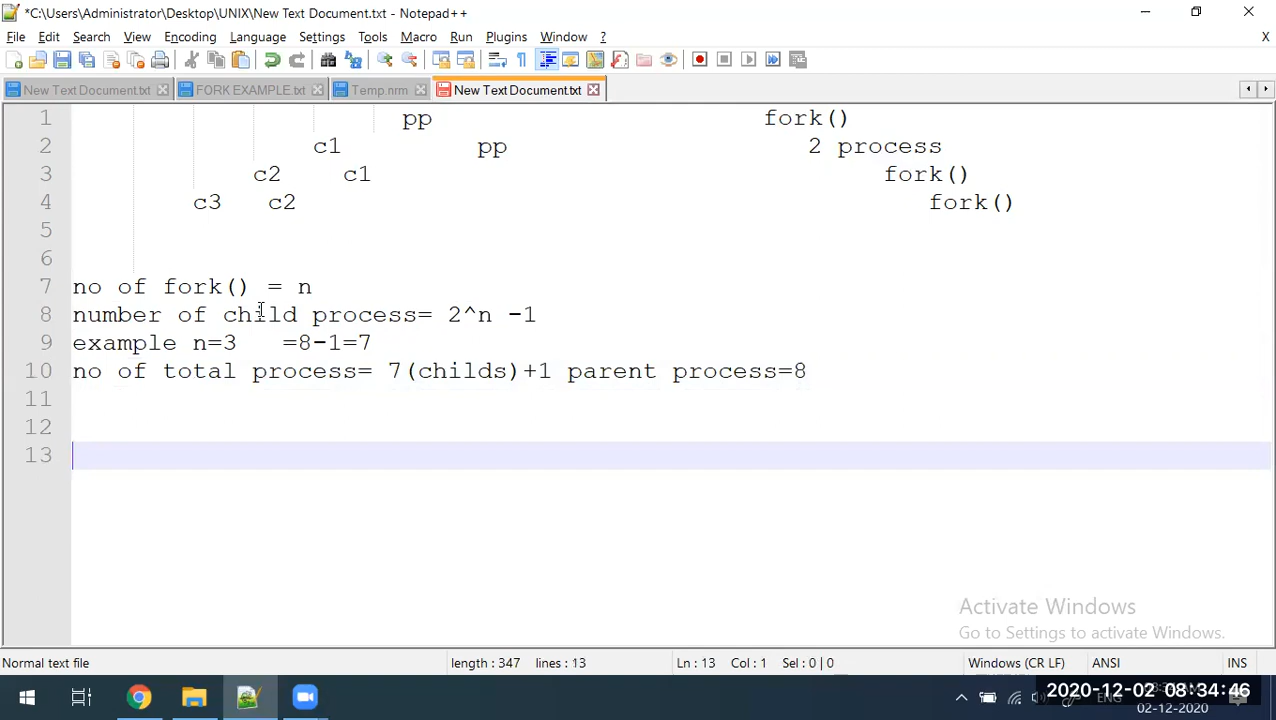 *C:\Users\Administrator\Desktop\UNIX\New Text Document.txt - Notepad++
File Edit Search View Encoding Language Settings Tools Macro Run Plugins Window ? X
New Text Document.txt FORK EXAMPLE.txt Temp.nrm New Text Document.txt
1 pp fork()
2 c1 pp 2 process
3 c2 c1 fork()
4 c3 c2 fork()
5
6
7 no of fork() = n
8 number of child process= 2^n -1
9 example n=3 =8-1=7
10 no of total process= 7(childs)+1 parent process=8
11
12
13
Activate Windows
Go to Settings to activate Windows.
Normal text file length : 347 lines : 13 Ln : 13 Col : 1 Sel : 0 | 0 Windows (CR LF) ANSI INS
2020-12-02 08:34:46
02-12-2020